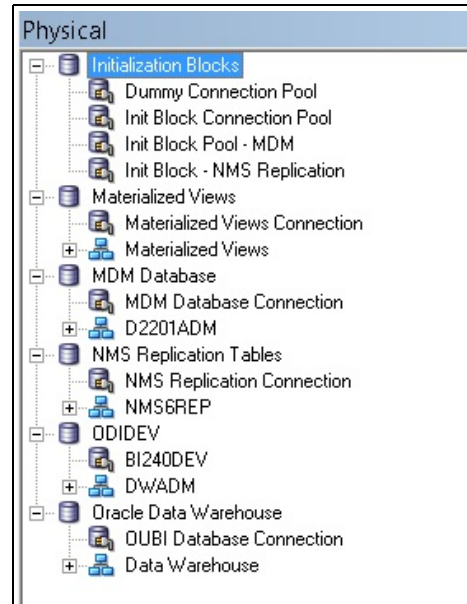 Physical
Initialization Blocks
Dummy Connection Pool
Init Block Connection Pool
Init Block Pool - MDM
Init Block - NMS Replication
Materialized Views
Materialized Views Connection
Materialized Views
MDM Database
MDM Database Connection
D2201ADM
NMS Replication Tables
NMS Replication Connection
NMS6REP
ODIDEV
BI240DEV
DWADM
Oracle Data Warehouse
OUBI Database Connection
Data Warehouse